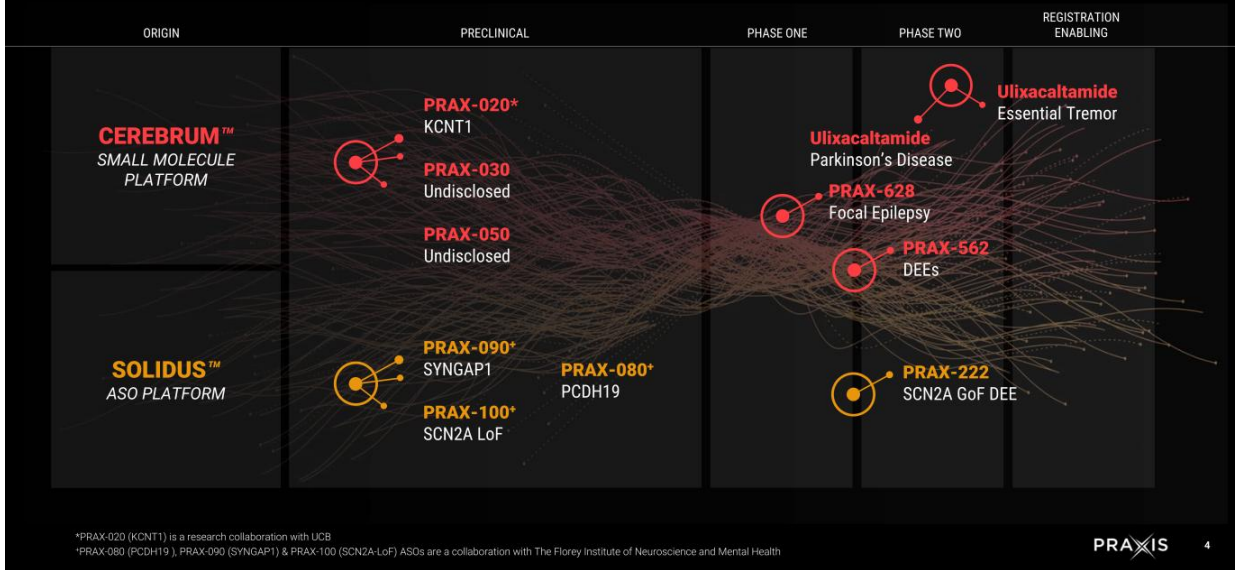 ORIGIN
PRECLINICAL
PHASE ONE
PHASE TWO
REGISTRATION
ENABLING
CEREBRUM™
SMALL MOLECULE
PLATFORM
PRAX-020*
KCNT1
PRAX-030
Undisclosed
PRAX-050
Undisclosed
Ulixacaltamide
Essential Tremor
Ulixacaltamide
Parkinson's Disease
PRAX-628
Focal Epilepsy
PRAX-562
DEEs
SOLIDUS™
ASO PLATFORM
PRAX-090+
SYNGAP1
PRAX-080+
PCDH19
PRAX-100+
SCN2A LoF
PRAX-222
SCN2A GoF DEE
*PRAX-020 (KCNT1) is a research collaboration with UCB
+PRAX-080 (PCDH19 ), PRAX-090 (SYNGAP1) & PRAX-100 (SCN2A-LoF) ASOs are a collaboration with The Florey Institute of Neuroscience and Mental Health
PRAXIS
4